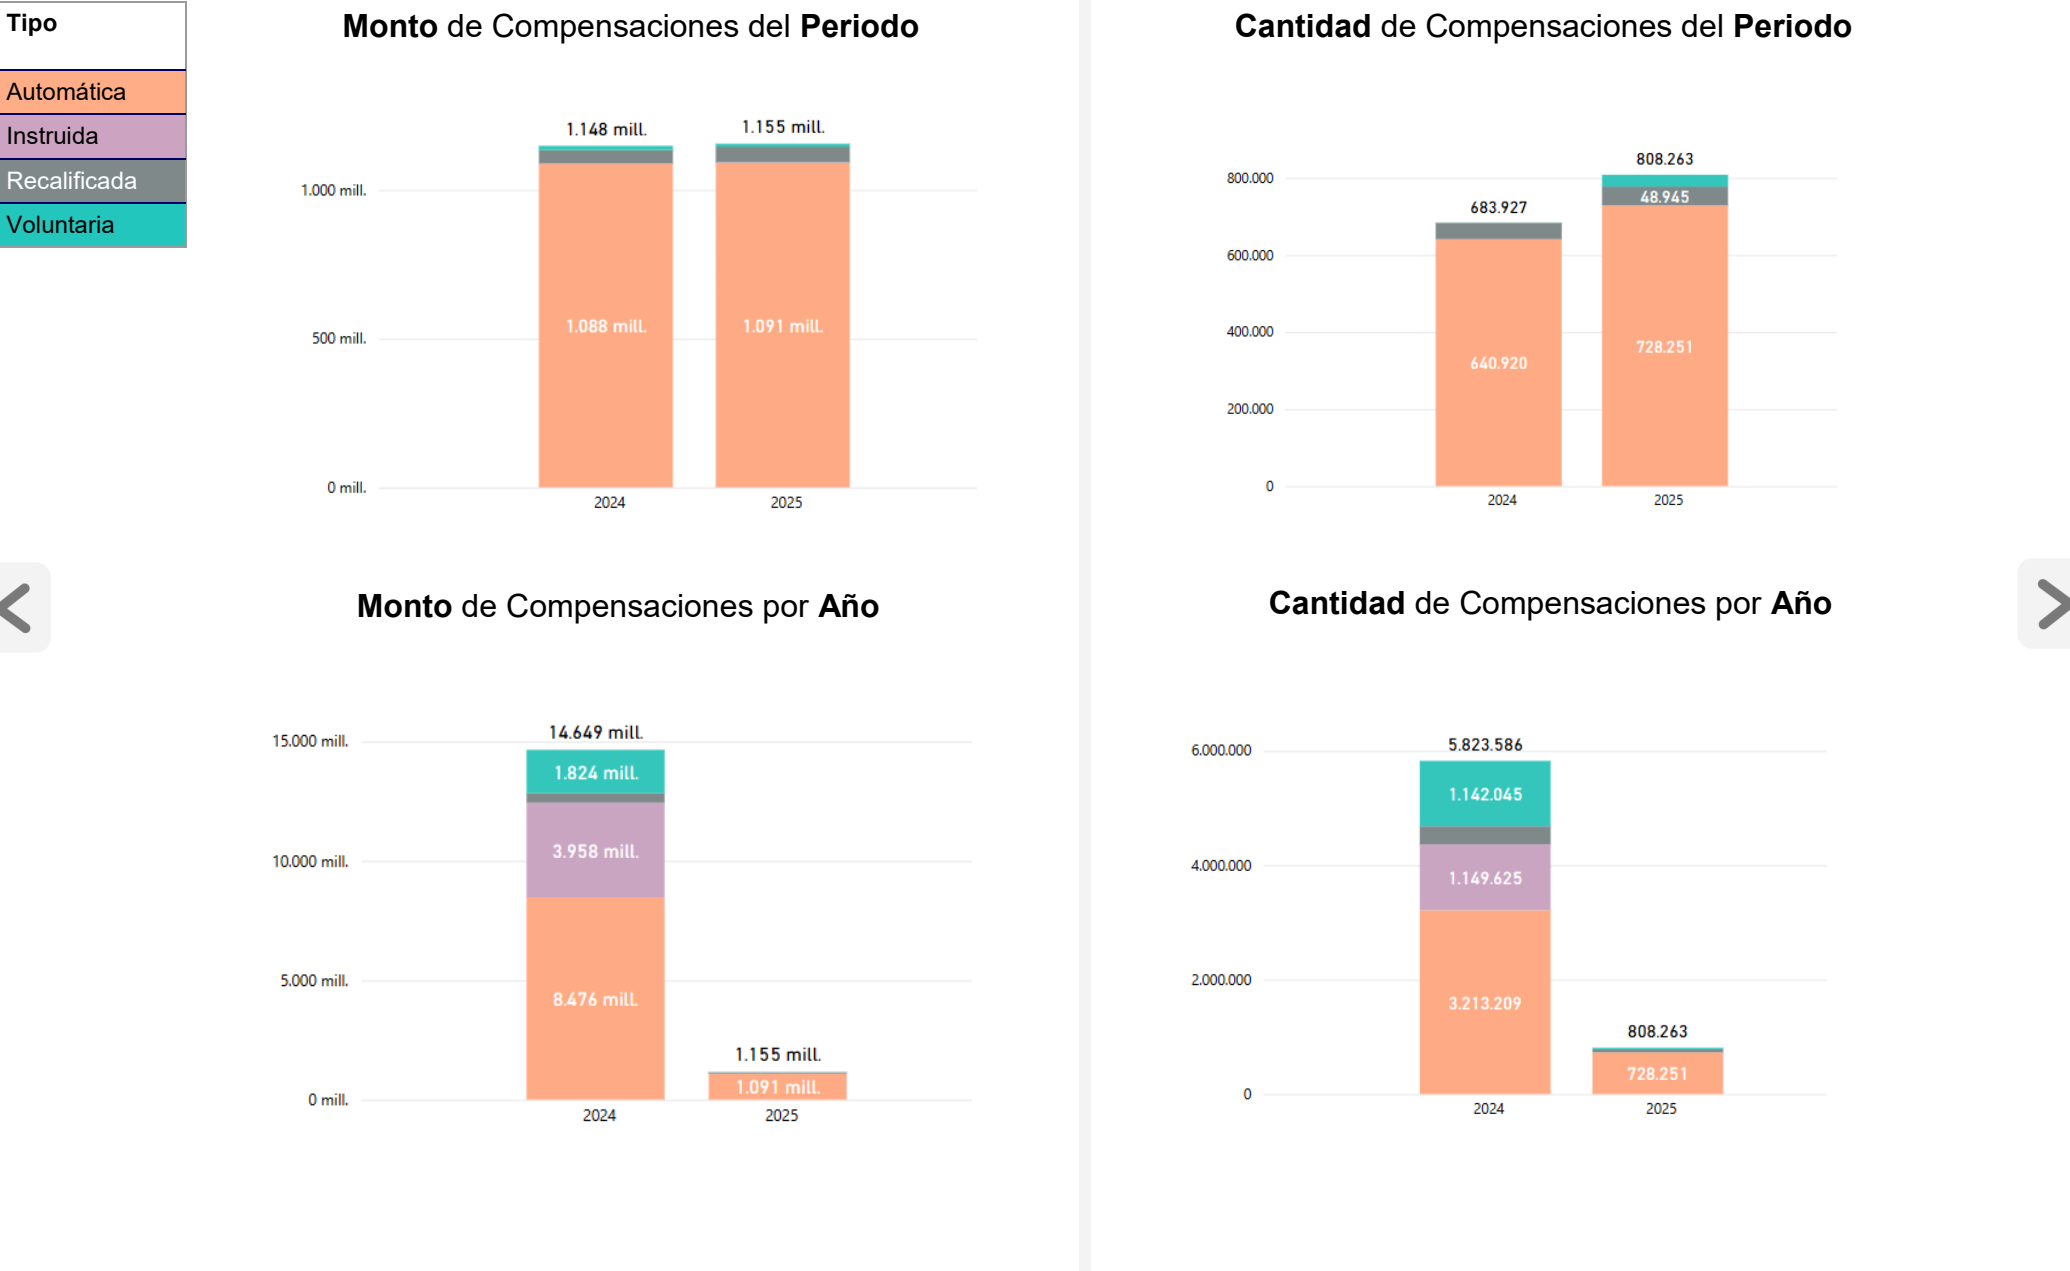 Tipo
Automática
Instruida
Recalificada
Voluntaria
Monto de Compensaciones del Periodo
1.148 mill.
1.155 mill.
1.000 mill.
500 mill.
0 mill.
1.088 mill.
1.091 mill.
2024
2025
Cantidad de Compensaciones del Periodo
808.263
683.927
800.000
600.000
400.000
200.000
0
48.945
728.251
640.920
2024
2025
Monto de Compensaciones por Año
14.649 mill.
15.000 mill.
10.000 mill.
5.000 mill.
0 mill.
1.824 mill.
3.958 mill.
8.476 mill.
1.155 mill.
1.091 mill.
2024
2025
Cantidad de Compensaciones por Año
5.823.586
6.000.000
4.000.000
2.000.000
0
1.142.045
1.149.625
3.213.209
808.263
728.251
2024
2025